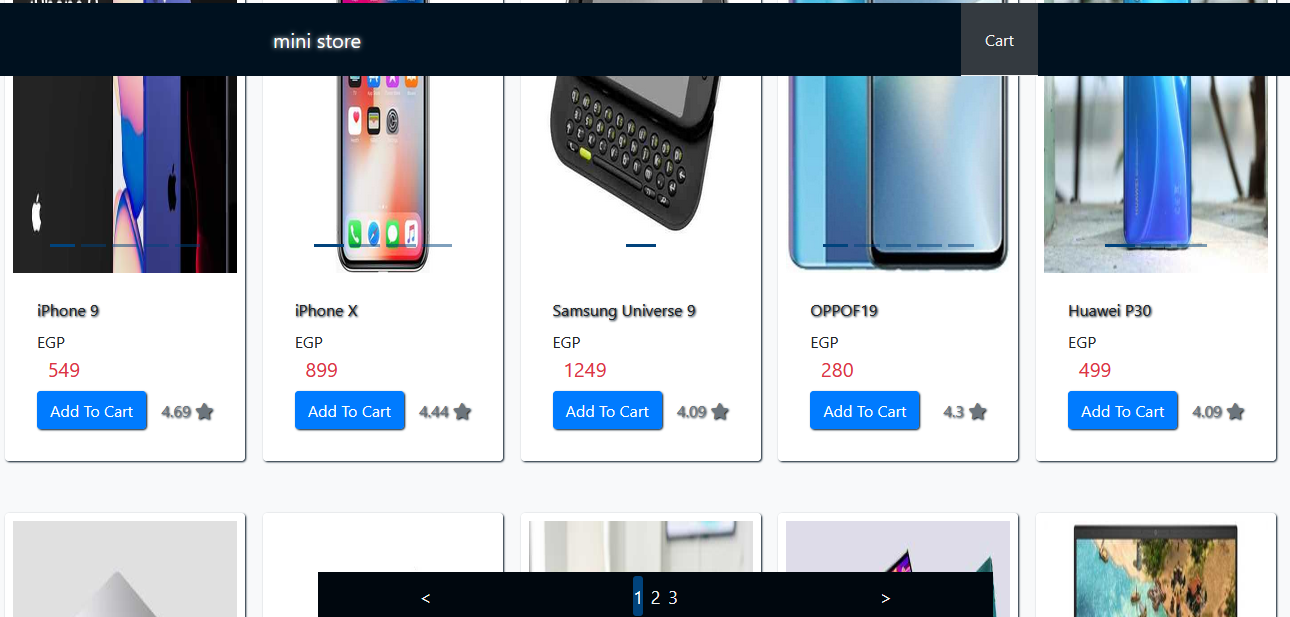 mini store
Cart
iPhone 9
EGP
549
Add To Cart
4.69
iPhone X
EGP
899
Add To Cart
4.44
Samsung Universe 9
EGP
1249
Add To Cart
4.09
OPPOF19
EGP
280
Add To Cart
4.3
Huawei P30
EGP
499
Add To Cart
4.09
< 1 2 3 >